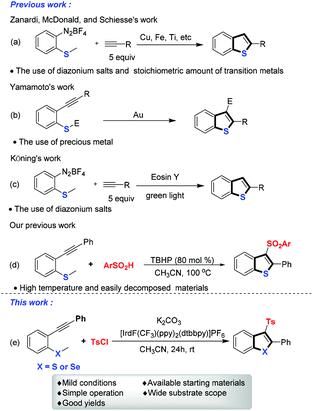 Previous work :
Zanardi, McDonald, and Schiesse's work
(a) N2BF4 S + R 5 equiv Cu, Fe, Ti, etc S R
● The use of diazonium salts and stoichiometric amount of transition metals
Yamamoto's work
(b) R S E Au E S R
● The use of precious metal
Köning's work
(c) N2BF4 S + R 5 equiv Eosin Y green light S R
● The use of diazonium salts
Our previous work
(d) Ph S + ArSO2H TBHP (80 mol %) CH3CN, 100 ºC SO2Ar Ph S
● High temperature and easily decomposed materials
This work :
(e) Ph X + TsCl K2CO3 [IrdF(CF3)(ppy)2(dtbbpy)]PF6 CH3CN, 24h, rt Ts Ph X
X = S or Se
◆ Mild conditions ◆ Available starting materials
◆ Simple operation ◆ Wide substrate scope
◆ Good yields